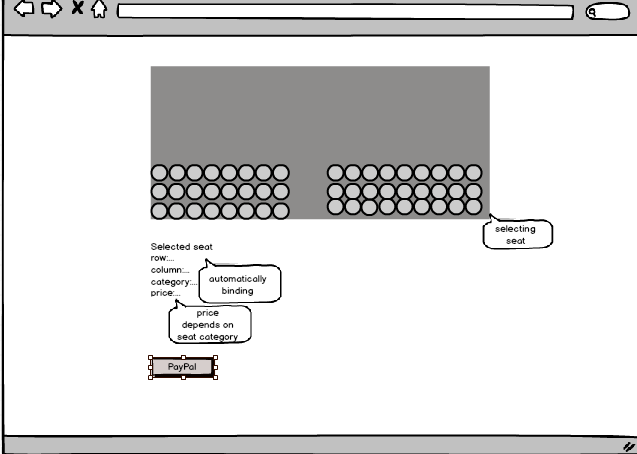 selecting
seat
Selected seat
row:...
column:...
category:...
price:...
automatically
binding
price
depends on
seat category
PayPal